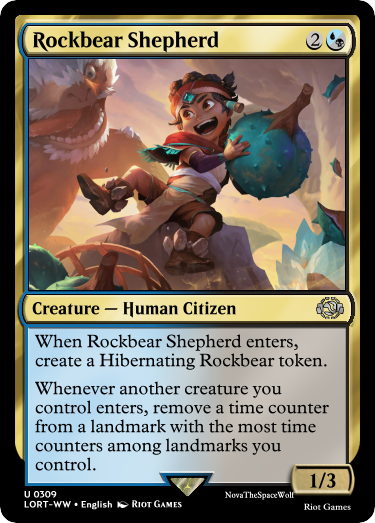 Rockbear Shepherd 2
Creature — Human Citizen
When Rockbear Shepherd enters,
create a Hibernating Rockbear token.
Whenever another creature you
control enters, remove a time counter
from a landmark with the most time
counters among landmarks you
control.
1/3
U 0309
LORT-WW • English Riot Games
NovaTheSpaceWolf
Riot Games